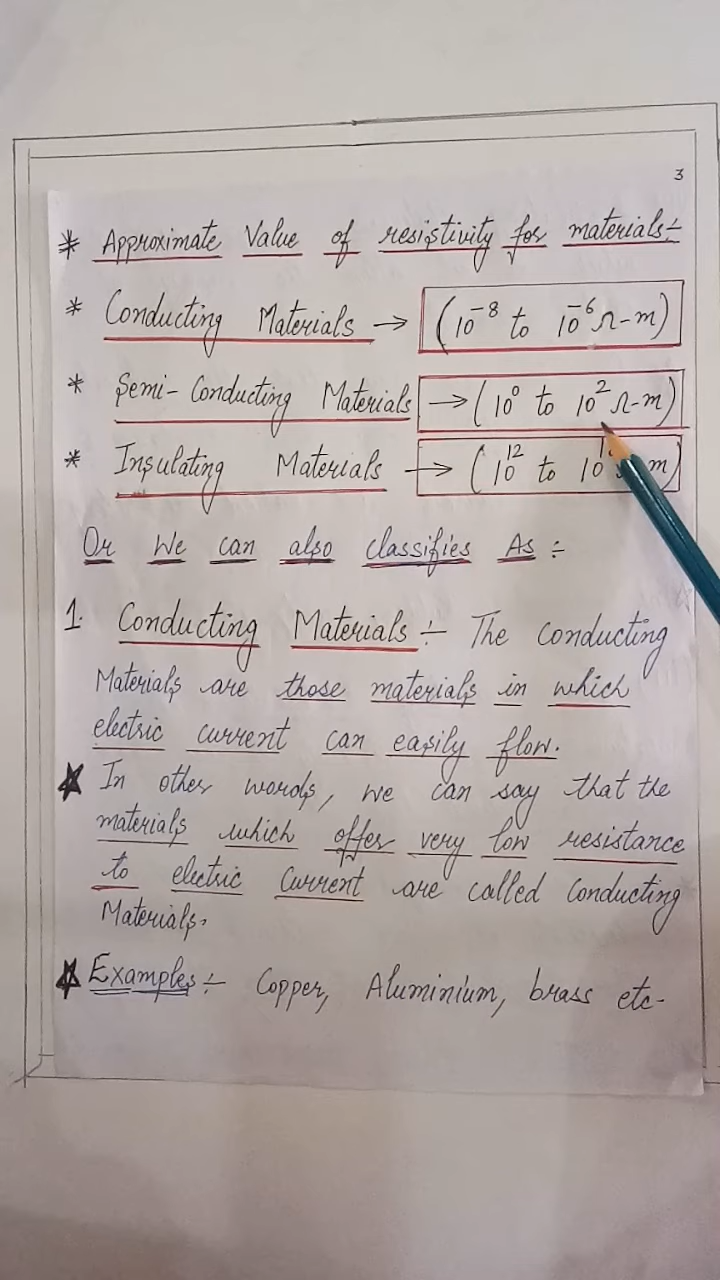 3
* Approximate Value of resistivity for materials:-
* Conducting Materials → (10⁻⁸ to 10⁻⁶ Ω-m)
* Semi-Conducting Materials → (10⁰ to 10² Ω-m)
* Insulating Materials → (10¹² to 10 m)
Or We can also classifies As :-
1. Conducting Materials :- The conducting
Materials are those materials in which
electric current can easily flow.
★ In other words, we can say that the
materials which offer very low resistance
to electric Current are called Conducting
Materials.
★ Examples :- Copper, Aluminium, brass etc-